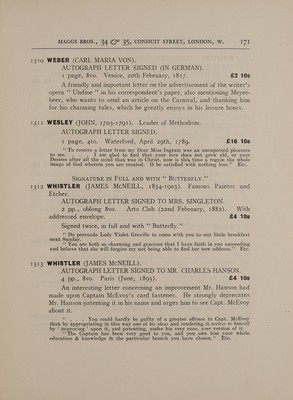 MAGGS BROS., 34 & 35, CONDUIT STREET, LONDON, W. 171
1310 WEBER (CARL MARIA VON).
AUTOGRAPH LETTER SIGNED (IN GERMAN).
1 page, 8vo. Venice, 20th February, 1817. £2 10s
A friendly and important letter on the advertisement of the writer's
opera "Undine" in his correspondent's paper, also mentioning Meyer-
beer, who wants to send an article on the Carnival, and thanking him
for his charming tales, which he greatly enjoys in his leisure hours.
1311 WESLEY (JOHN, 1703-1791). Leader of Methodism.
AUTOGRAPH LETTER SIGNED.
1 page, 4to. Waterford, April 29th, 1789. £16 16s
"To receive a letter from my Dear Miss Ingram was an unexpected pleasure
to me. . . . I am glad to find that your love does not grow old, or your
Desires after all the mind that was in Christ, now is this time a regain the whole
image of God wherein you are created. O be satisfied with nothing less." Etc.
SIGNATURE IN FULL AND WITH "BUTTERFLY."
1312 WHISTLER (JAMES McNEILL, 1834-1903). Famous Painter and
Etcher.
AUTOGRAPH LETTER SIGNED TO MRS. SINGLETON.
2 pp., oblong 8vo. Arts Club (22nd February, 1882). With
addressed envelope. £4 10s
Signed twice, in full and with "Butterfly."
"Do persuade Lady Violet Greville to come with you to our little breakfast
next Sunday.
"You are both so charming and gracious that I have faith in you succeeding
and believe that she will forgive my not being able to find her new address." Etc.
1313 WHISTLER (JAMES McNEILL).
AUTOGRAPH LETTER SIGNED TO MR. CHARLES HANSON.
4 pp., 8vo. Paris (June, 1895). £4 10s
An interesting letter concerning an improvement Mr. Hanson had
made upon Captain McEvoy's card fastener. He strongly deprecates
Mr. Hanson patenting it in his name and urges him to see Capt. McEvoy
about it.
". . . You could hardly be guilty of a greater offence to Capt. McEvoy
than by appropriating in this way one of his ideas and rendering it useless to himself
by 'improving' upon it, and patenting, under his very nose, your version of it.
"The Captain has been very good to you, and you owe him your whole
education & knowledge in the particular branch you have chosen." Etc.